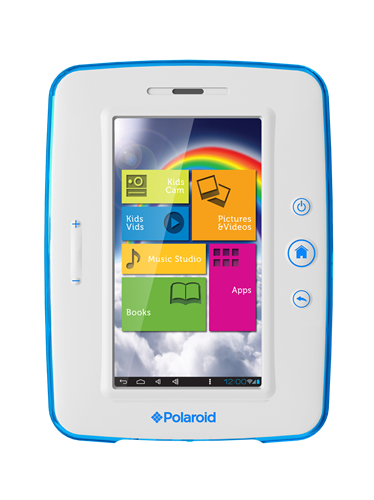 Kids
Cam
Kids
Vids
Pictures
&Videos
Music Studio
Apps
Books
12:00
Polaroid